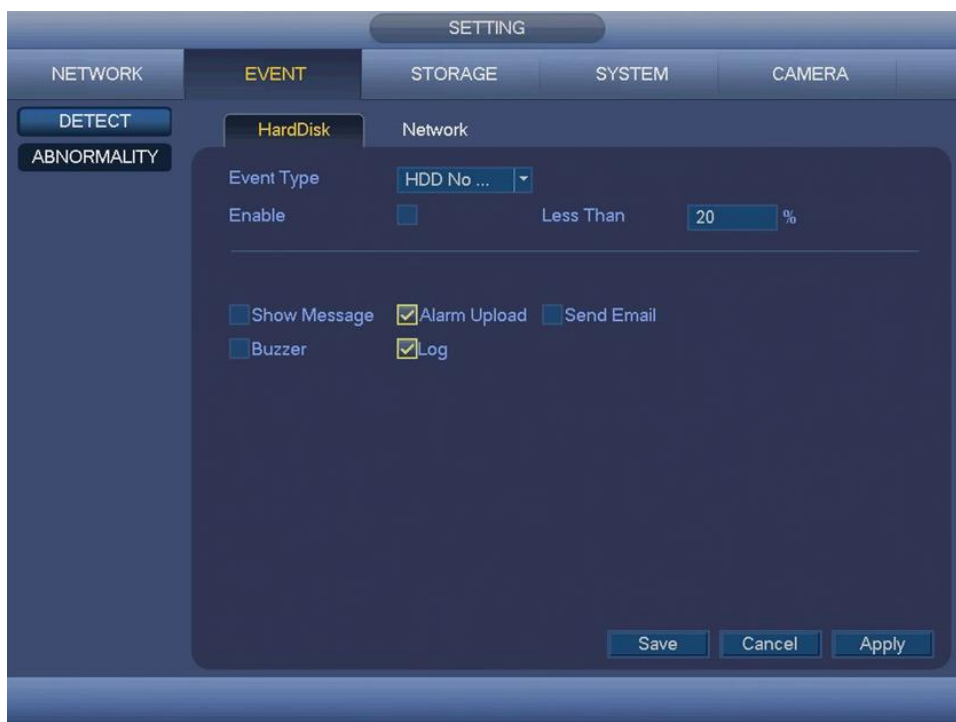 SETTING
NETWORK EVENT STORAGE SYSTEM CAMERA
DETECT
ABNORMALITY
HardDisk Network
Event Type HDD No ...
Enable Less Than 20 %
Show Message Alarm Upload Send Email
Buzzer Log
Save Cancel Apply